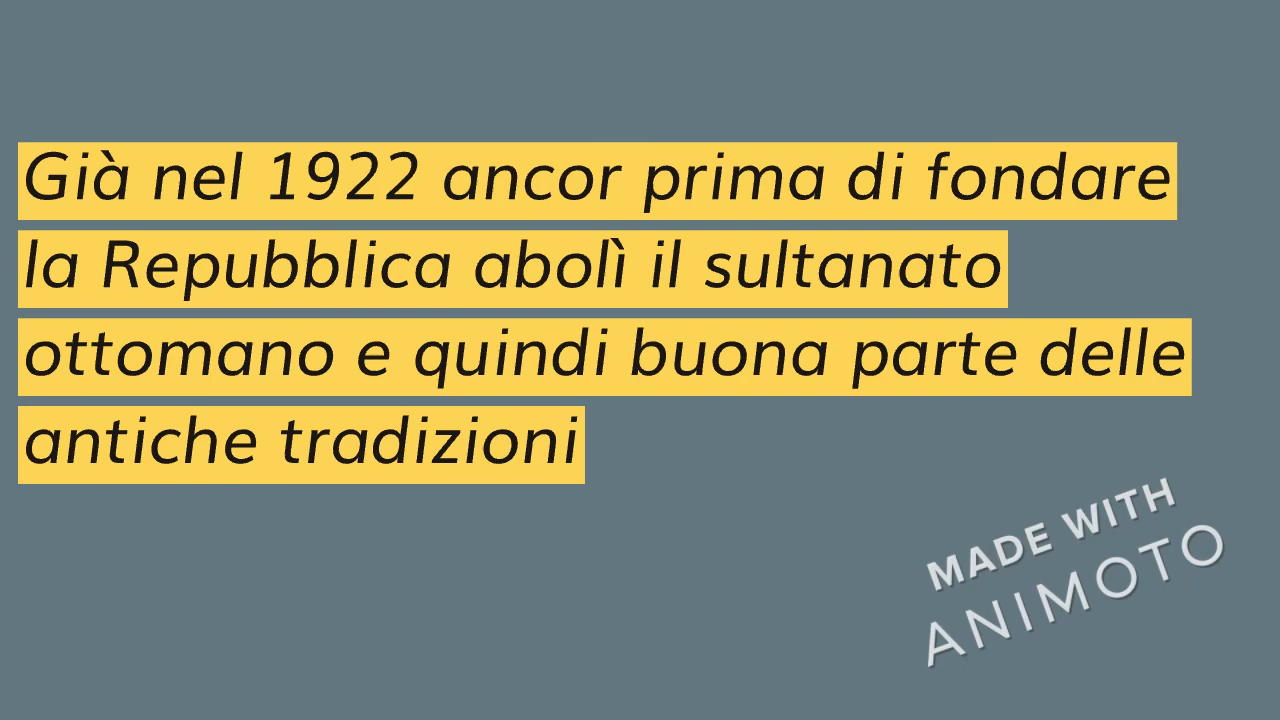 Già nel 1922 ancor prima di fondare
la Repubblica abolì il sultanato
ottomano e quindi buona parte delle
antiche tradizioni
MADE WITH
ANIMOTO